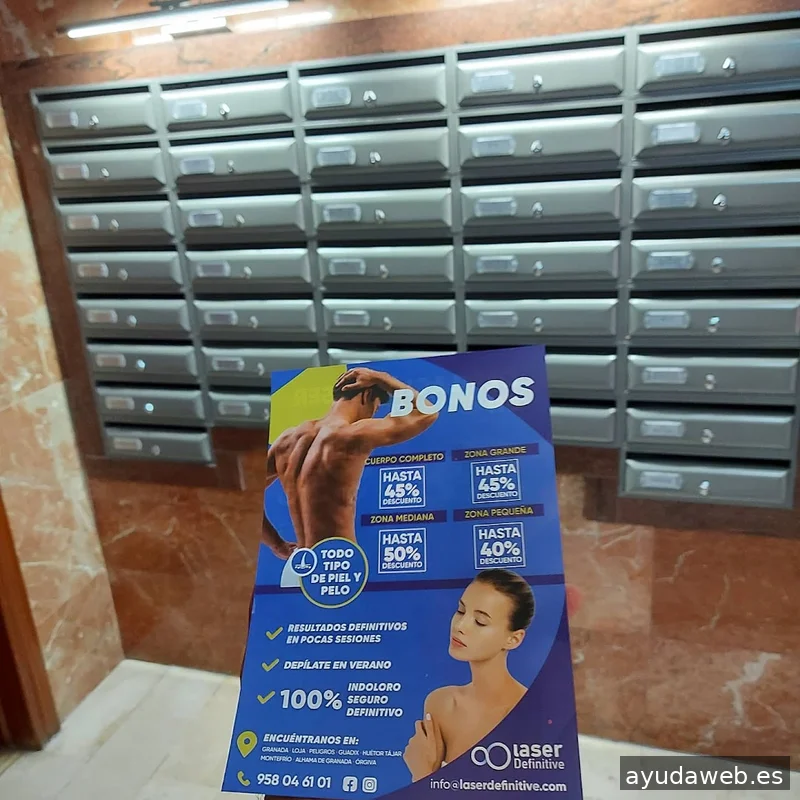 BONOS
CUERPO COMPLETO
HASTA
45%
DESCUENTO
ZONA GRANDE
HASTA
45%
DESCUENTO
ZONA MEDIANA
HASTA
50%
DESCUENTO
ZONA PEQUEÑA
HASTA
40%
DESCUENTO
TODO
TIPO
DE PIEL Y
PELO
RESULTADOS DEFINITIVOS
EN POCAS SESIONES
DEPÍLATE EN VERANO
100%
INDOLORO
SEGURO
DEFINITIVO
ENCUÉNTRANOS EN:
GRANADA · LOJA · PELIGROS · GUADIX · HUÉTOR TÁJAR
MONTEFRÍO · ALHAMA DE GRANADA · ÓRGIVA
958 04 61 01
laser
Definitive
info@laserdefinitive.com
ayudaweb.es